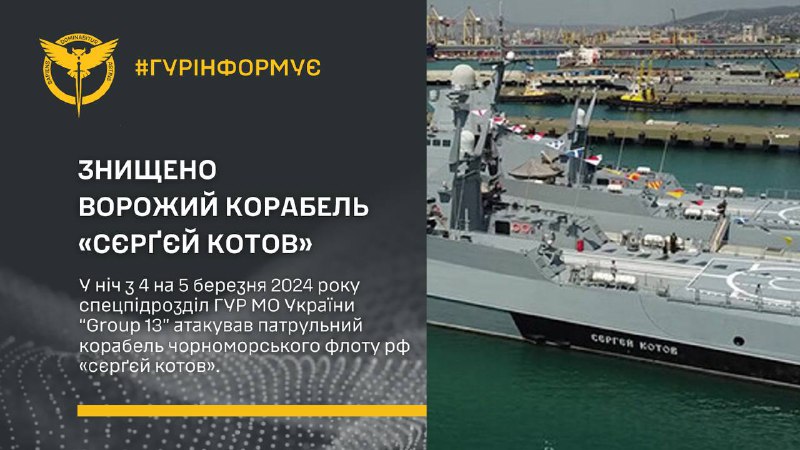 #ГУРІНФОРМУЄ
ЗНИЩЕНО
ВОРОЖИЙ КОРАБЕЛЬ
«СЄРҐЄЙ КОТОВ»
У ніч з 4 на 5 березня 2024 року
спецпідрозділ ГУР МО України
"Group 13" атакував патрульний
корабель чорноморського флоту рф
«сєрґєй котов».
СЕРГЕЙ КОТОВ